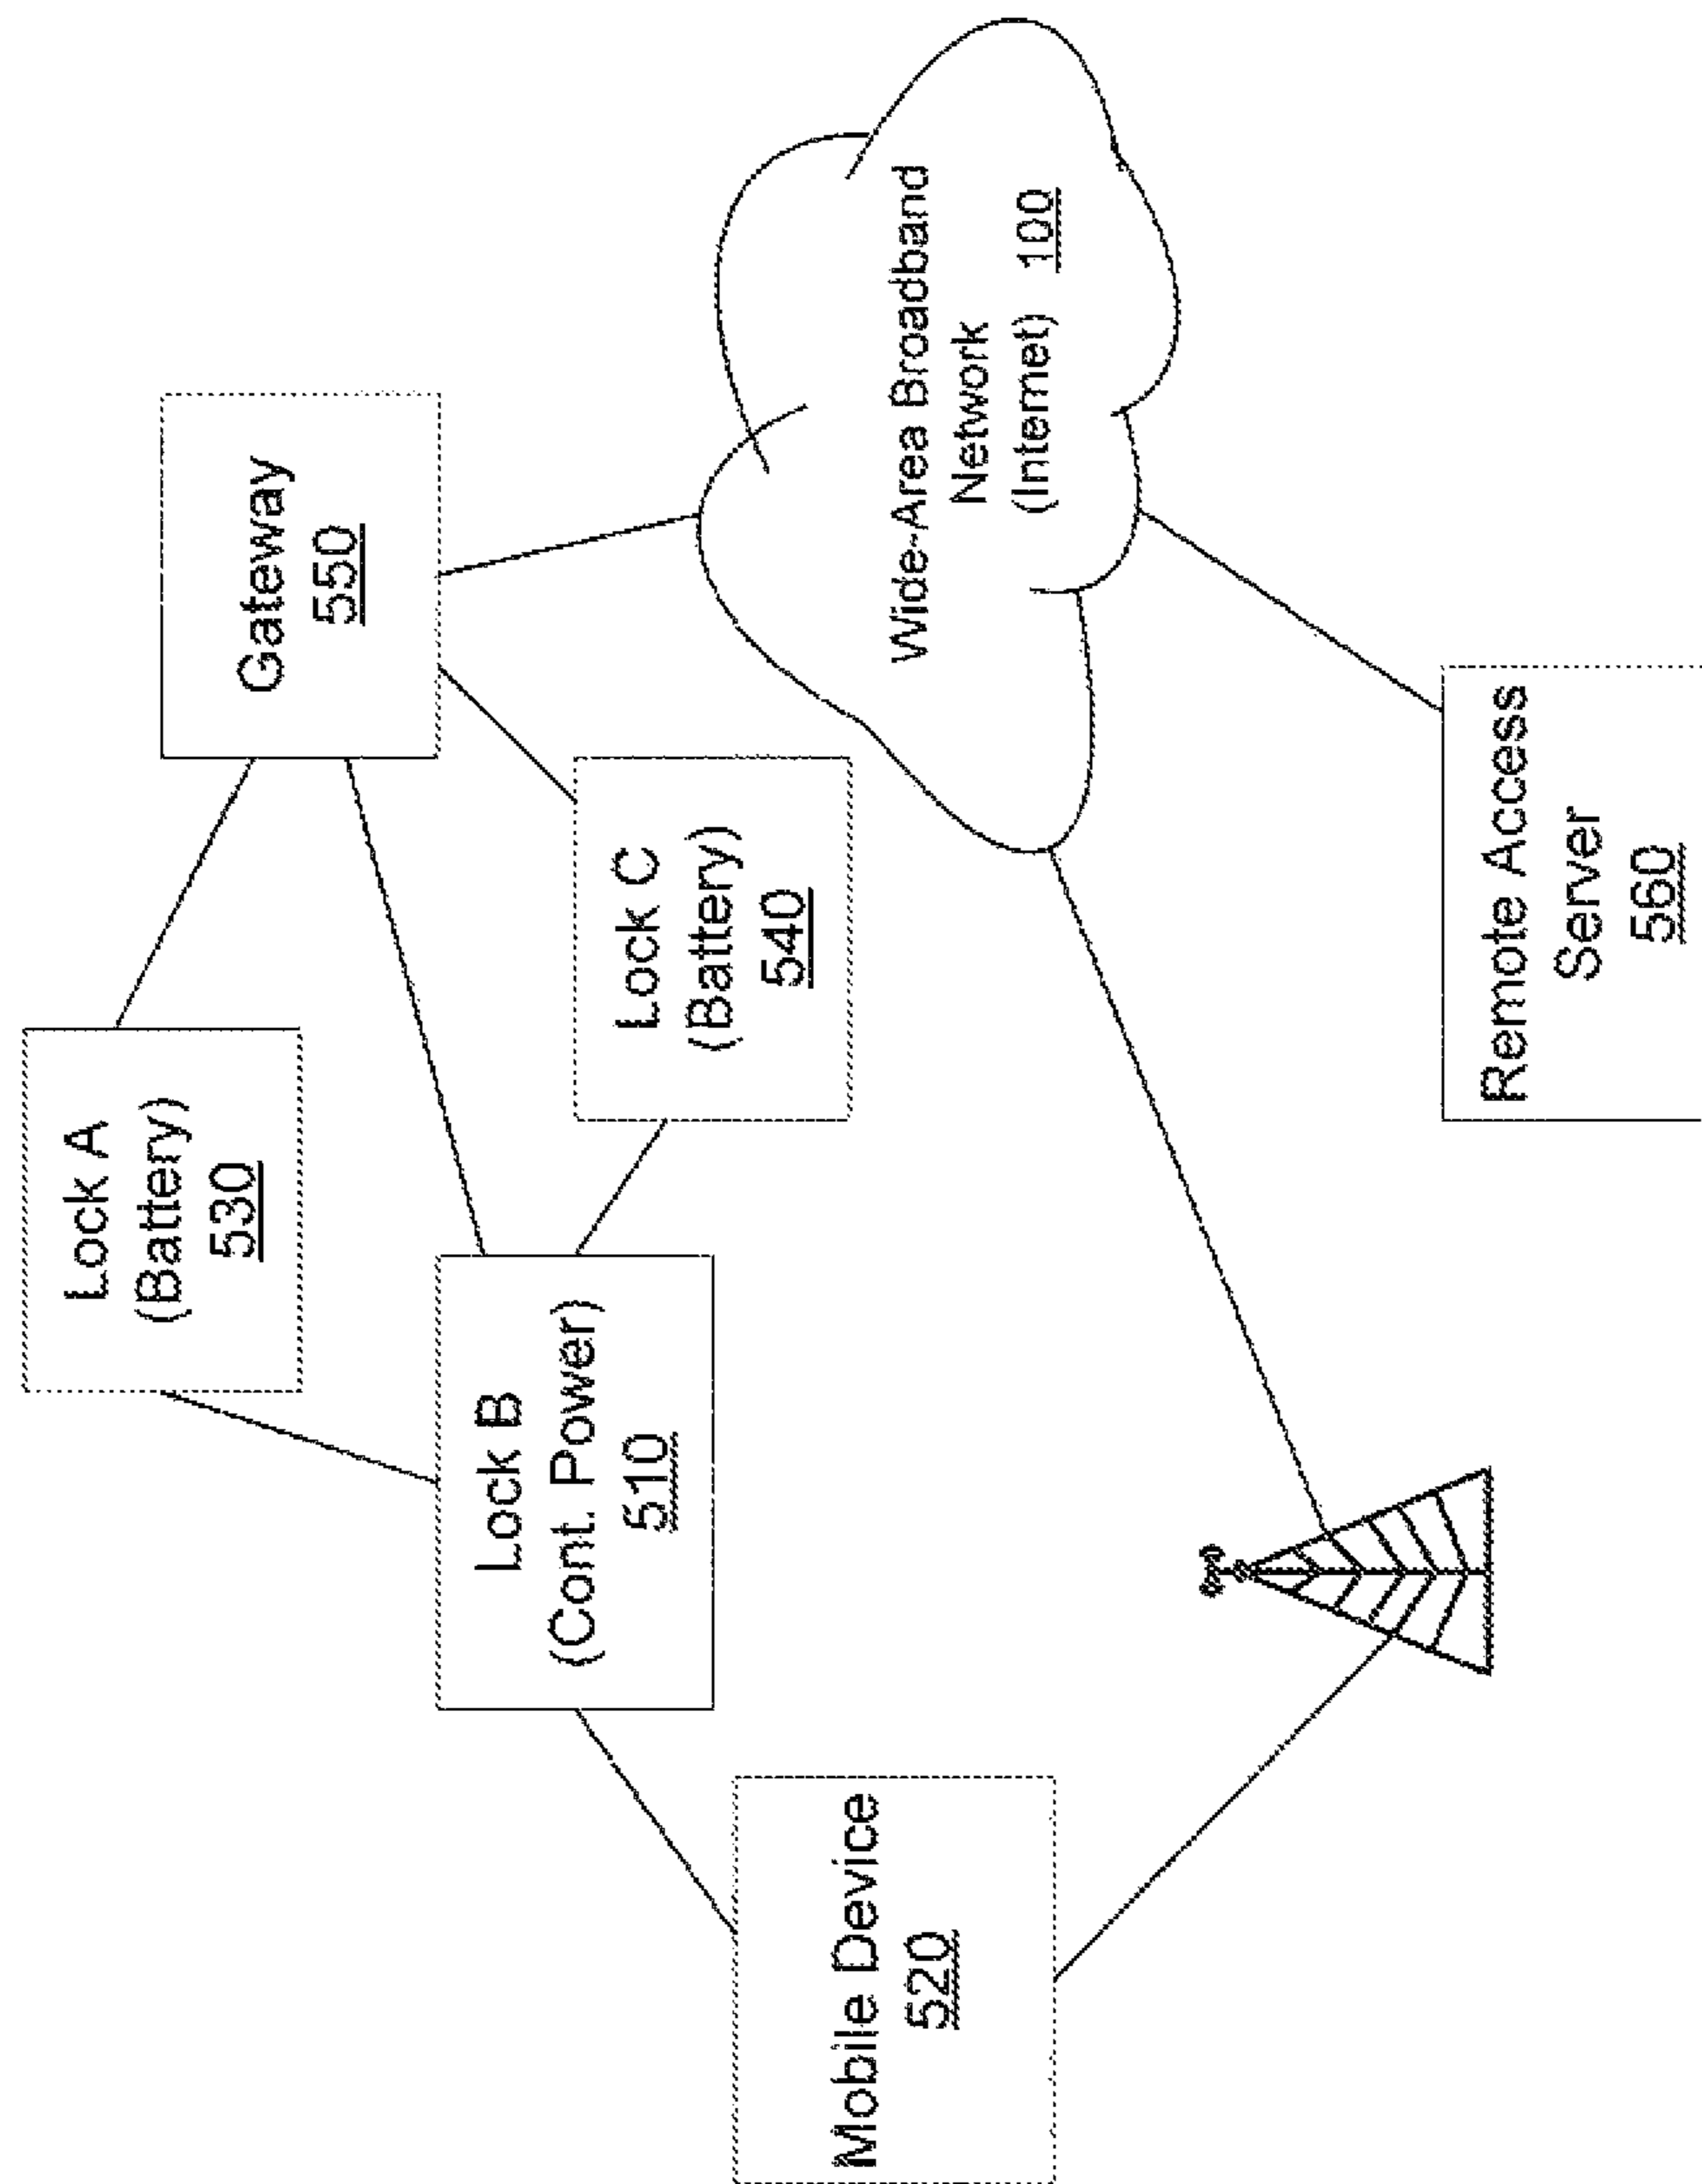 Lock A
(Battery)
530
Gateway
550
Lock B
(Cont. Power)
510
Lock C
(Battery)
540
Mobile Device
520
Wide-Area Broadband
Network
(Internet) 100
Remote Access
Server
560